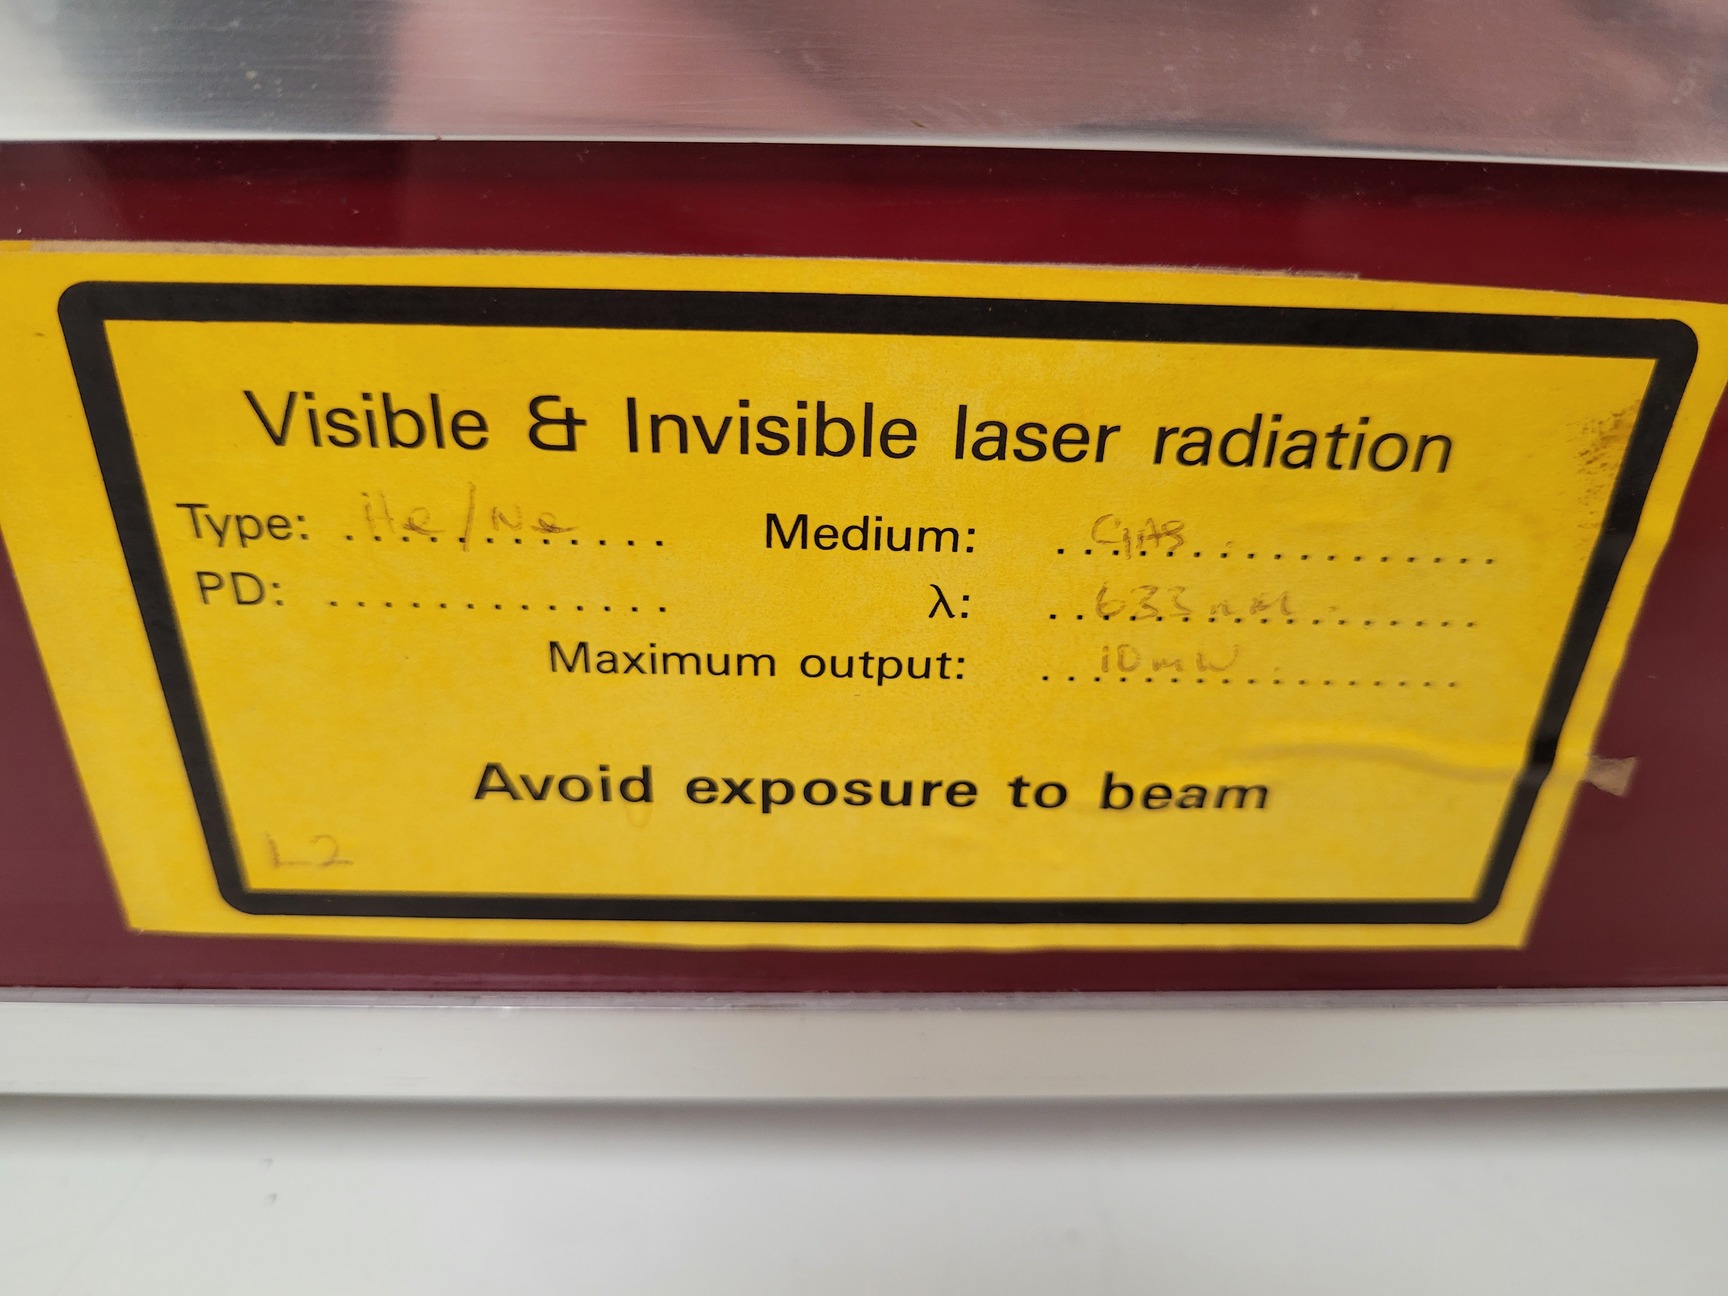 Visible & Invisible laser radiation
Type: .He/Ne............ Medium: ..GAS..................
PD: ............. λ: ..633nm..................
Maximum output: ..10mW..................
Avoid exposure to beam
L2